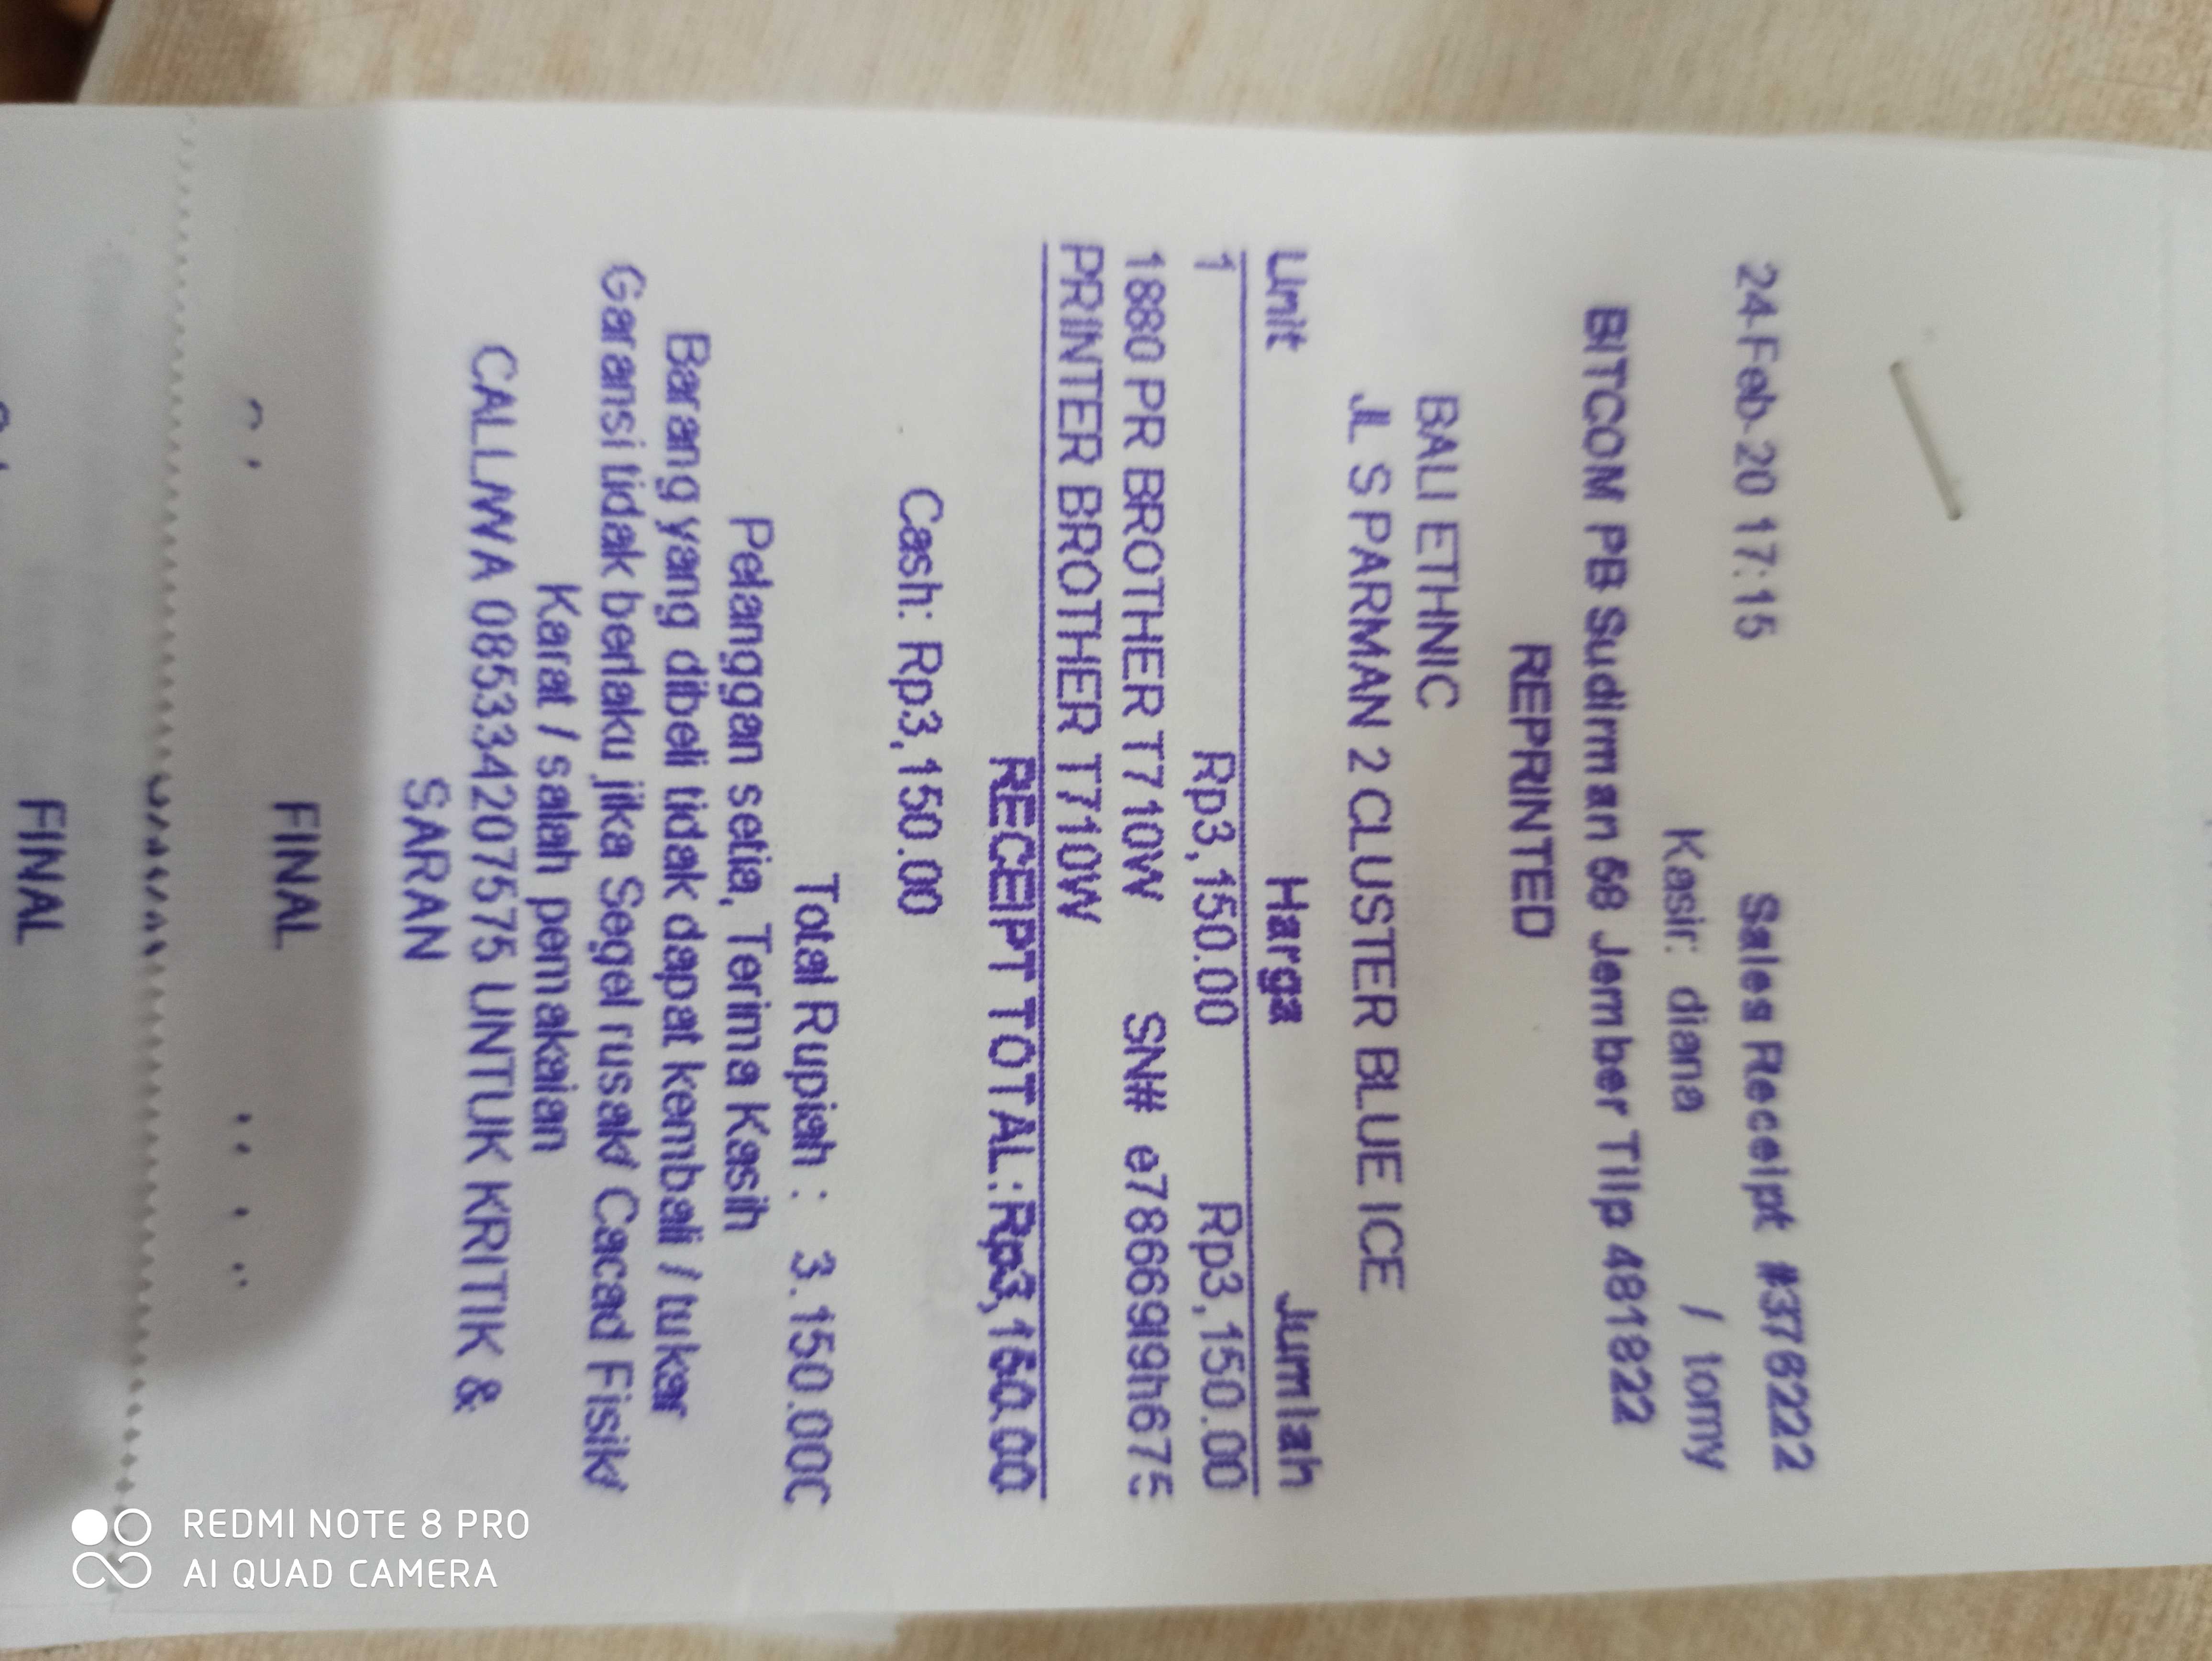 24-Feb-20 17:15 Sales Receipt #376222
Kasir: diana / tomy
BITCOM PB Sudirman 68 Jember Tllp 481822
REPRINTED
BALI ETHNIC
JL S PARMAN 2 CLUSTER BLUE ICE
Unit Harga Jumlah
1 Rp3,150.00 Rp3,150.00
1880 PR BROTHER T710W SN# e78669l9h675
PRINTER BROTHER T710W
RECEIPT TOTAL: Rp3,150.00
Cash: Rp3,150.00
Total Rupiah : 3.150.00
Pelanggan setia, Terima Kasih
Barang yang dibeli tidak dapat kembali / tukar
Garansi tidak berlaku jika Segel rusak/ Cacad Fisik/
Karat / salah pemakaian
CALL/WA 085334207575 UNTUK KRITIK &
SARAN
FINAL
FINAL
REDMI NOTE 8 PRO
AI QUAD CAMERA